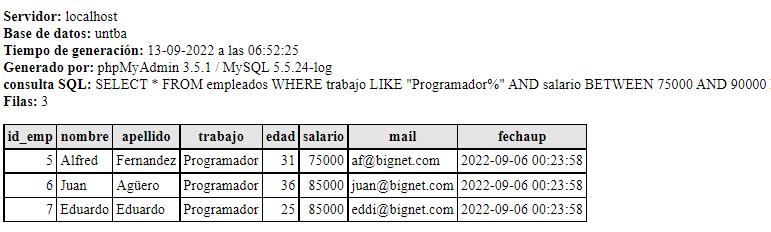 Servidor: localhost
Base de datos: untba
Tiempo de generación: 13-09-2022 a las 06:52:25
Generado por: phpMyAdmin 3.5.1 / MySQL 5.5.24-log
consulta SQL: SELECT * FROM empleados WHERE trabajo LIKE "Programador%" AND salario BETWEEN 75000 AND 90000
Filas: 3
id_emp nombre apellido trabajo edad salario mail fechaup
5 Alfred Fernandez Programador 31 75000 af@bignet.com 2022-09-06 00:23:58
6 Juan Agüero Programador 36 85000 juan@bignet.com 2022-09-06 00:23:58
7 Eduardo Eduardo Programador 25 85000 eddi@bignet.com 2022-09-06 00:23:58